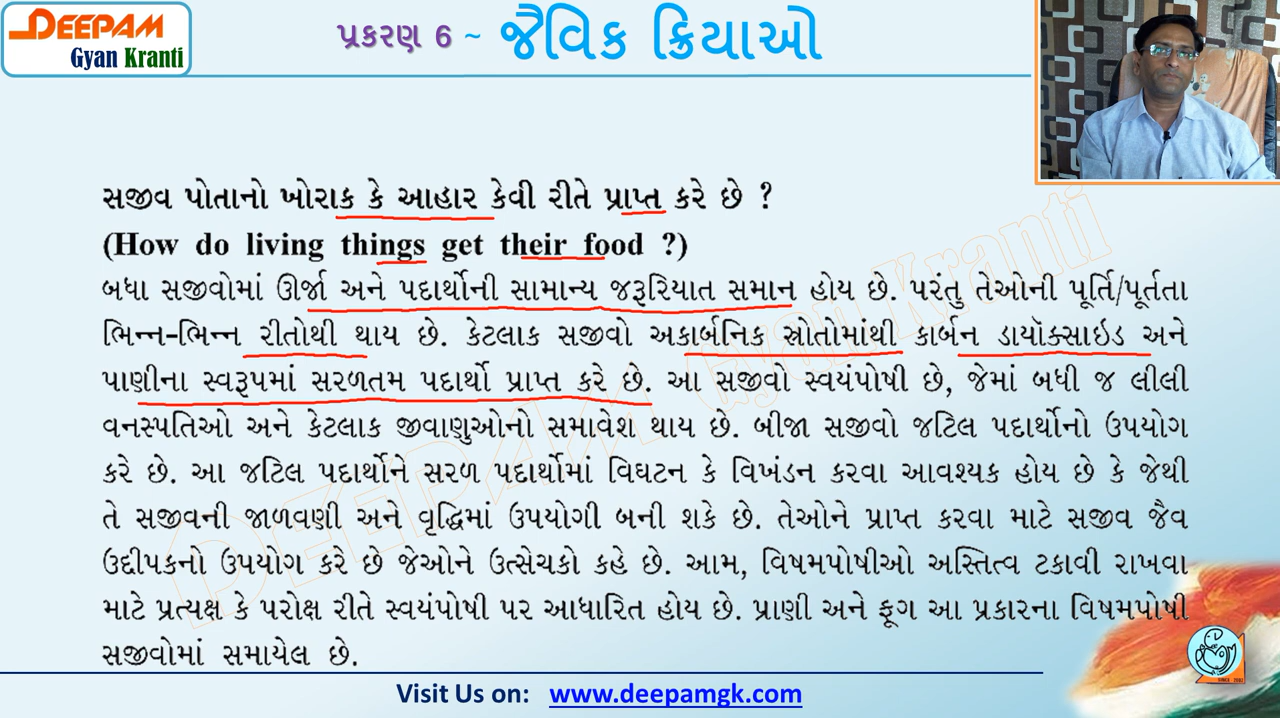 DEEPAM
Gyan Kranti
પ્રકરણ 6 ~ જૈવિક ક્રિયાઓ
સજીવ પોતાનો ખોરાક કે આહાર કેવી રીતે પ્રાપ્ત કરે છે ?
(How do living things get their food ?)
બધા સજીવોમાં ઊર્જા અને પદાર્થોની સામાન્ય જરૂરિયાત સમાન હોય છે. પરંતુ તેઓની પૂર્તિ/પૂર્તતા
ભિન્ન-ભિન્ન રીતોથી થાય છે. કેટલાક સજીવો અકાર્બનિક સ્રોતોમાંથી કાર્બન ડાયૉક્સાઇડ અને
પાણીના સ્વરૂપમાં સરળતમ પદાર્થો પ્રાપ્ત કરે છે. આ સજીવો સ્વયંપોષી છે, જેમાં બધી જ લીલી
વનસ્પતિઓ અને કેટલાક જીવાણુઓનો સમાવેશ થાય છે. બીજા સજીવો જટિલ પદાર્થોનો ઉપયોગ
કરે છે. આ જટિલ પદાર્થોને સરળ પદાર્થોમાં વિઘટન કે વિખંડન કરવા આવશ્યક હોય છે કે જેથી
તે સજીવની જાળવણી અને વૃદ્ધિમાં ઉપયોગી બની શકે છે. તેઓને પ્રાપ્ત કરવા માટે સજીવ જૈવ
ઉદ્દીપકનો ઉપયોગ કરે છે જેઓને ઉત્સેચકો કહે છે. આમ, વિષમપોષીઓ અસ્તિત્વ ટકાવી રાખવા
માટે પ્રત્યક્ષ કે પરોક્ષ રીતે સ્વયંપોષી પર આધારિત હોય છે. પ્રાણી અને ફૂગ આ પ્રકારના વિષમપોષી
સજીવોમાં સમાયેલ છે.
DEEPAM Gyan Kranti
Visit Us on: www.deepamgk.com